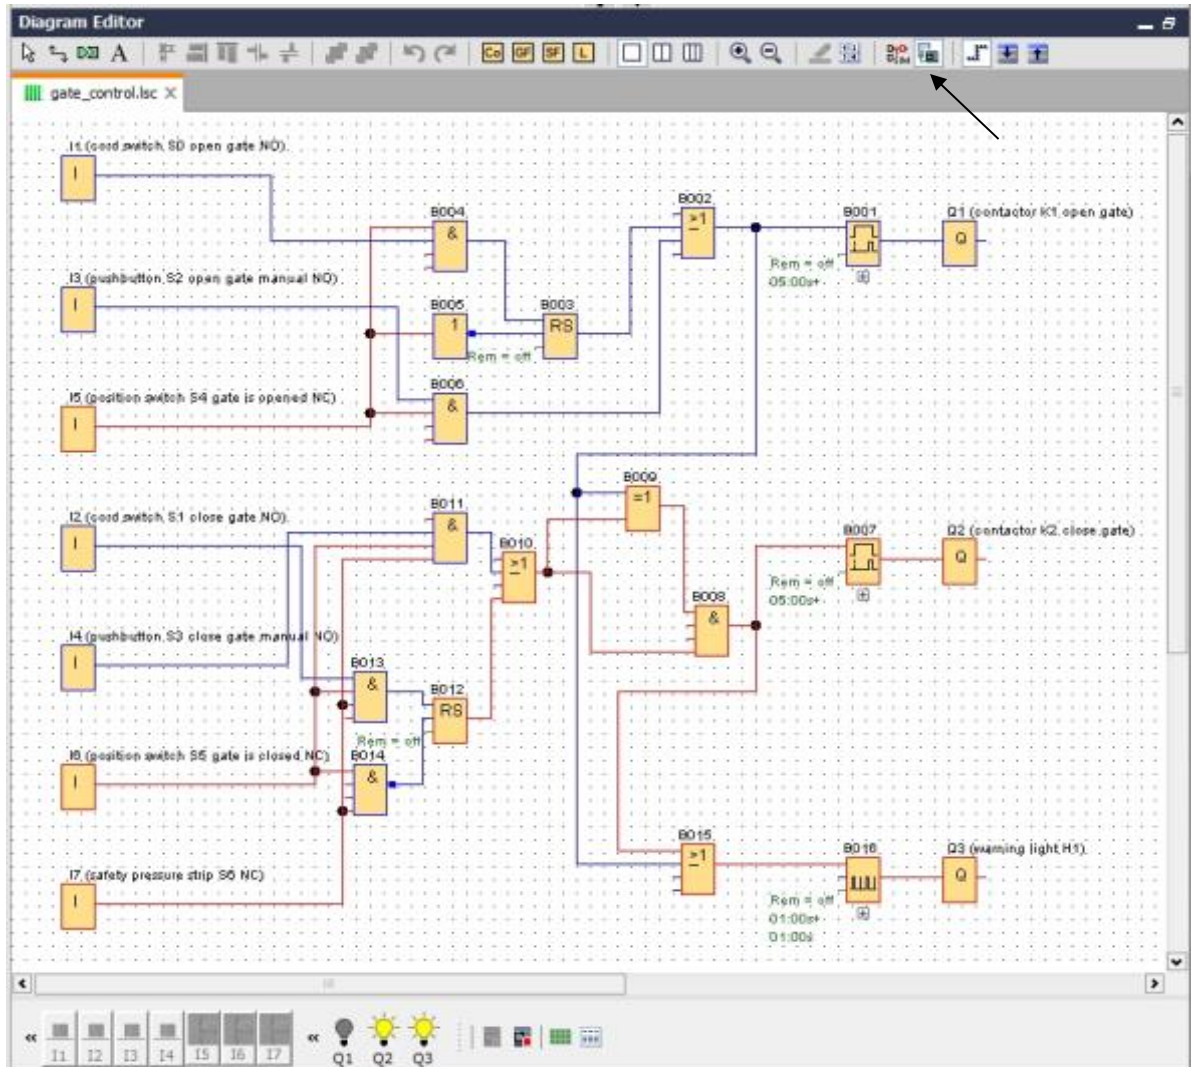 Diagram Editor
A
Co GF SF L
gate_control.lsc
I1 (cord switch S0 open gate NO)
I
B002
≥1
B004
&
B001
Q1 (contactor K1 open gate)
Q
Rem = off
05:00s+
I3 (pushbutton S2 open gate manual NO)
I
B005
1
B003
RS
Rem = off
B006
&
I5 (position switch S4 gate is opened NC)
I
B009
=1
B011
&
I2 (cord switch S1 close gate NO)
I
B010
≥1
B007
Q2 (contactor K2 close gate)
Q
Rem = off
05:00s+
B008
&
I4 (pushbutton S3 close gate manual NO)
I
B013
&
B012
RS
Rem = off
I6 (position switch S5 gate is closed NC)
I
B014
&
B015
≥1
B016
Q3 (warning light H1)
Q
I7 (safety pressure strip S6 NC)
I
Rem = off
01:00s+
01:00s
« I1 I2 I3 I4 I5 I6 I7 « Q1 Q2 Q3